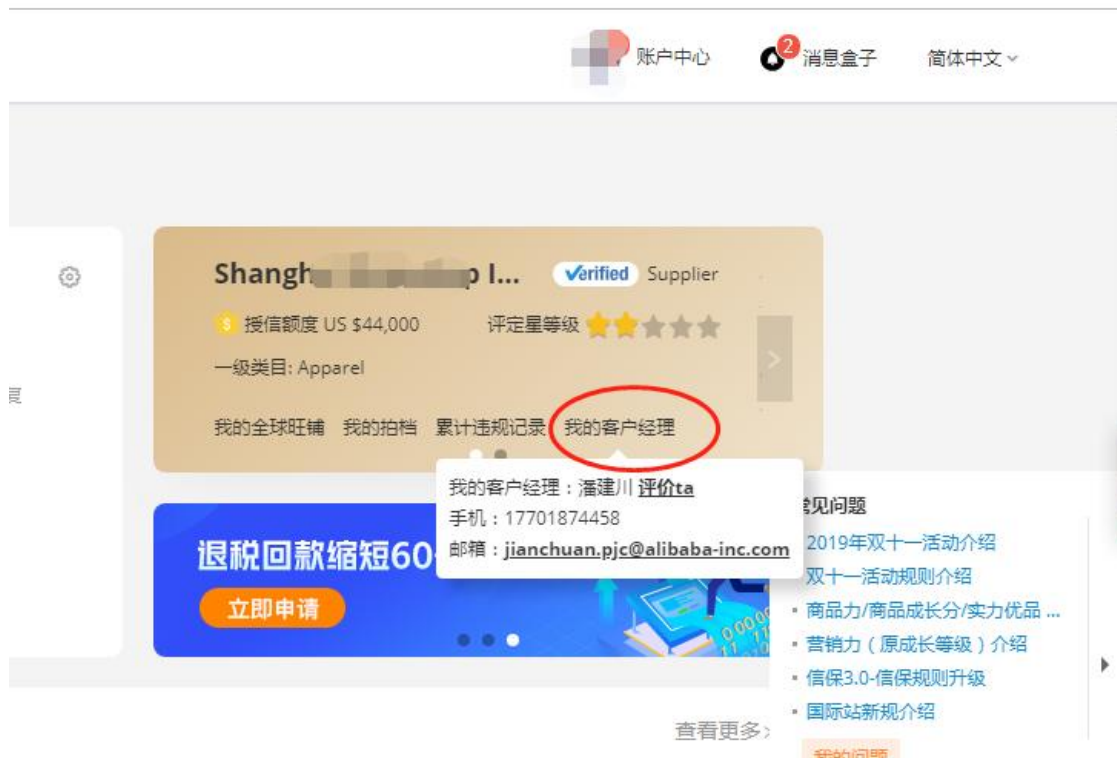 账户中心 2 消息盒子 简体中文
Shangh p I... Verified Supplier
$ 授信额度 US $44,000 评定星等级
一级类目: Apparel
我的全球旺铺 我的拍档 累计违规记录 我的客户经理
我的客户经理：潘建川 评价ta
手机：17701874458
邮箱：jianchuan.pjc@alibaba-inc.com
退税回款缩短60
立即申请
常见问题
2019年双十一活动介绍
双十一活动规则介绍
商品力/商品成长分/实力优品 ...
营销力（原成长等级）介绍
信保3.0-信保规则升级
国际站新规介绍
查看更多
我的问题